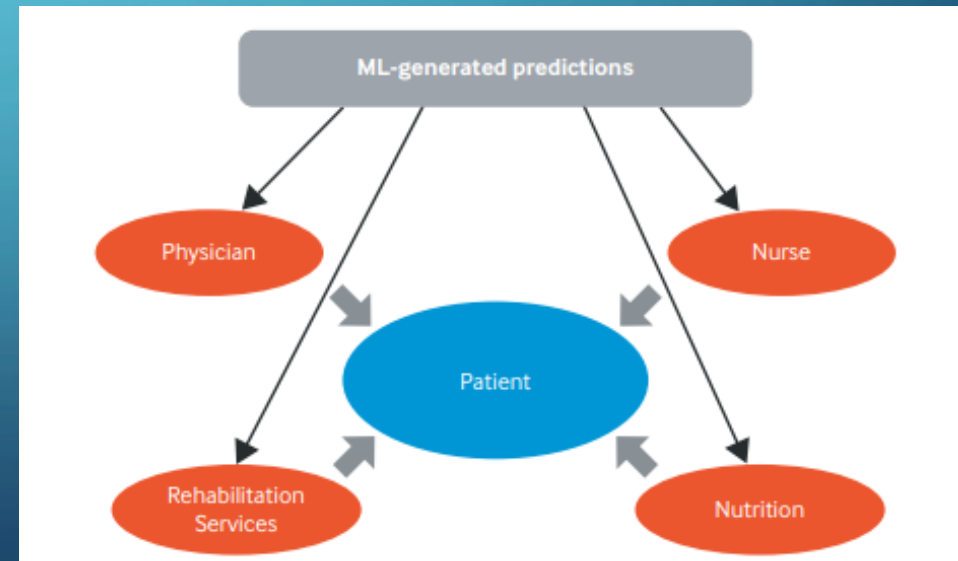 ML-generated predictions
Physician
Nurse
Patient
Rehabilitation
Services
Nutrition